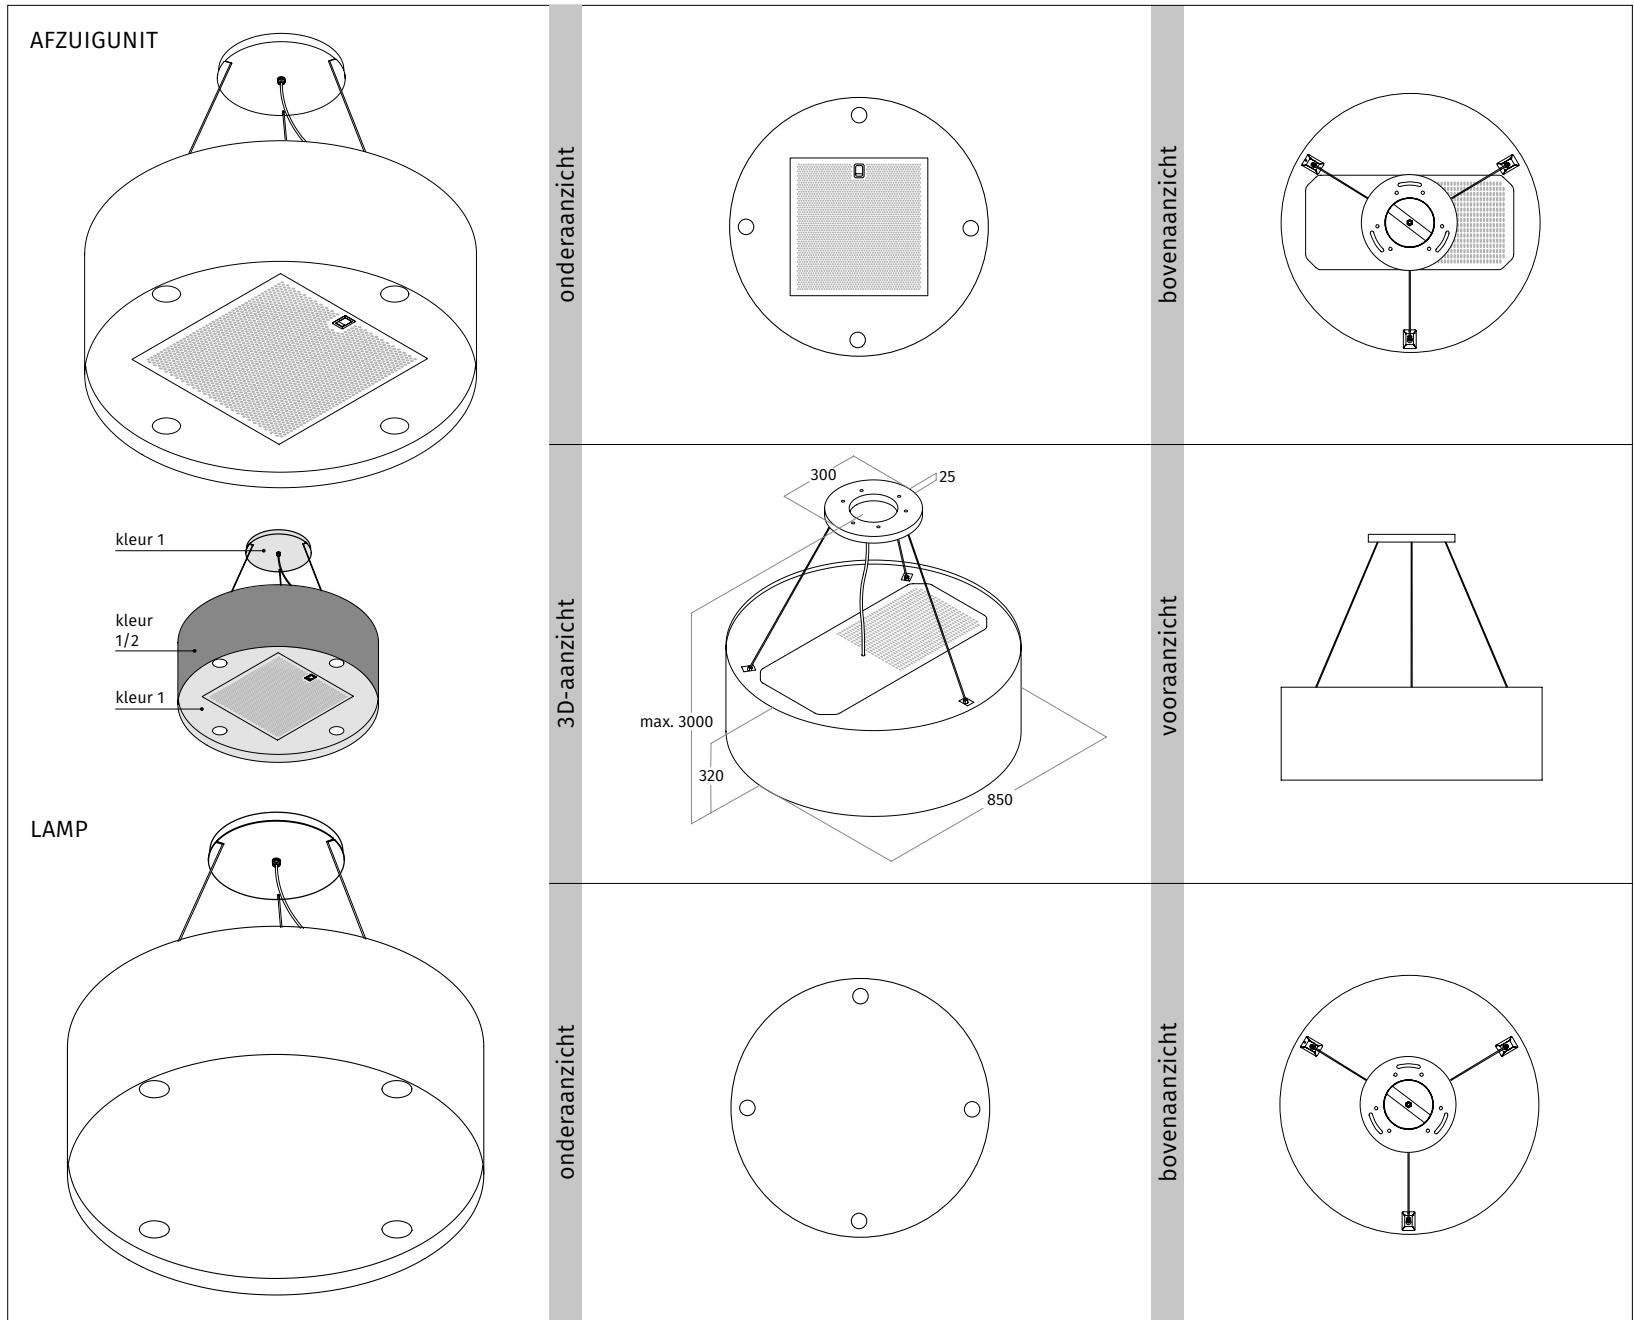 AFZUIGUNIT
onderaanzicht
bovenaanzicht
kleur 1
kleur
1/2
kleur 1
3D-aanzicht
300
25
max. 3000
320
850
vooraanzicht
LAMP
onderaanzicht
bovenaanzicht